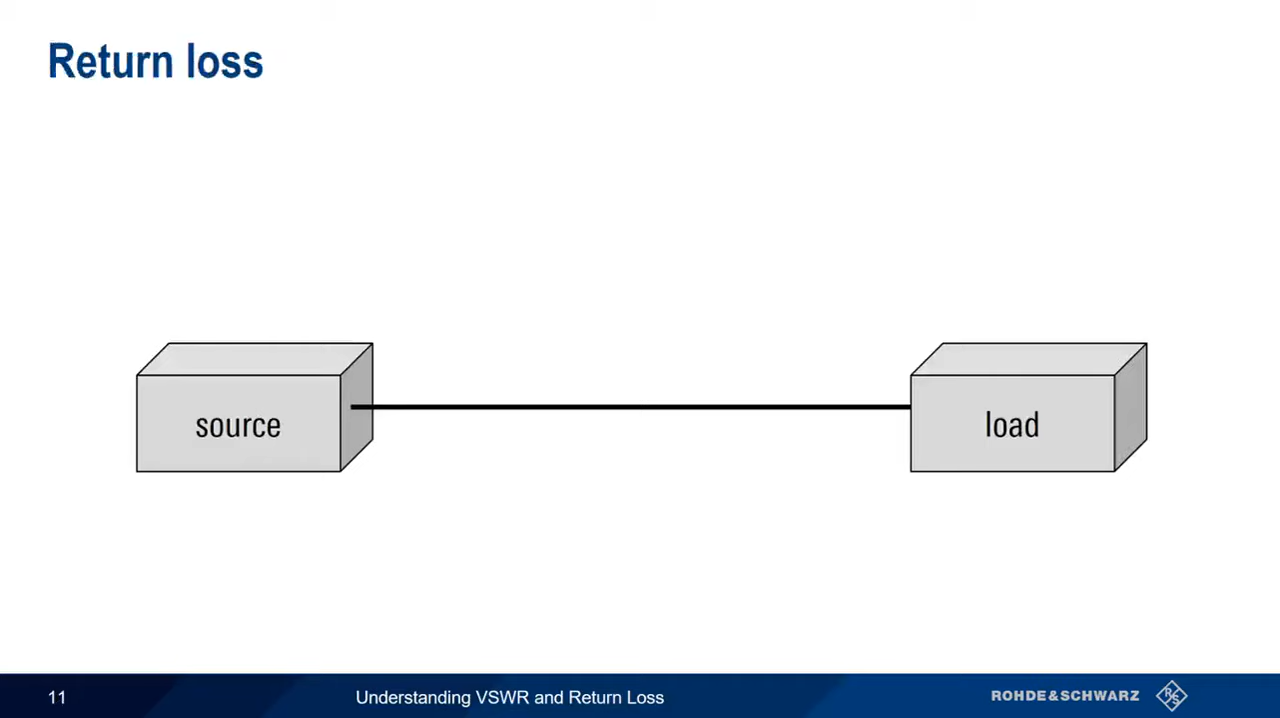 Return loss
source
load
11
Understanding VSWR and Return Loss
ROHDE&SCHWARZ
R/S